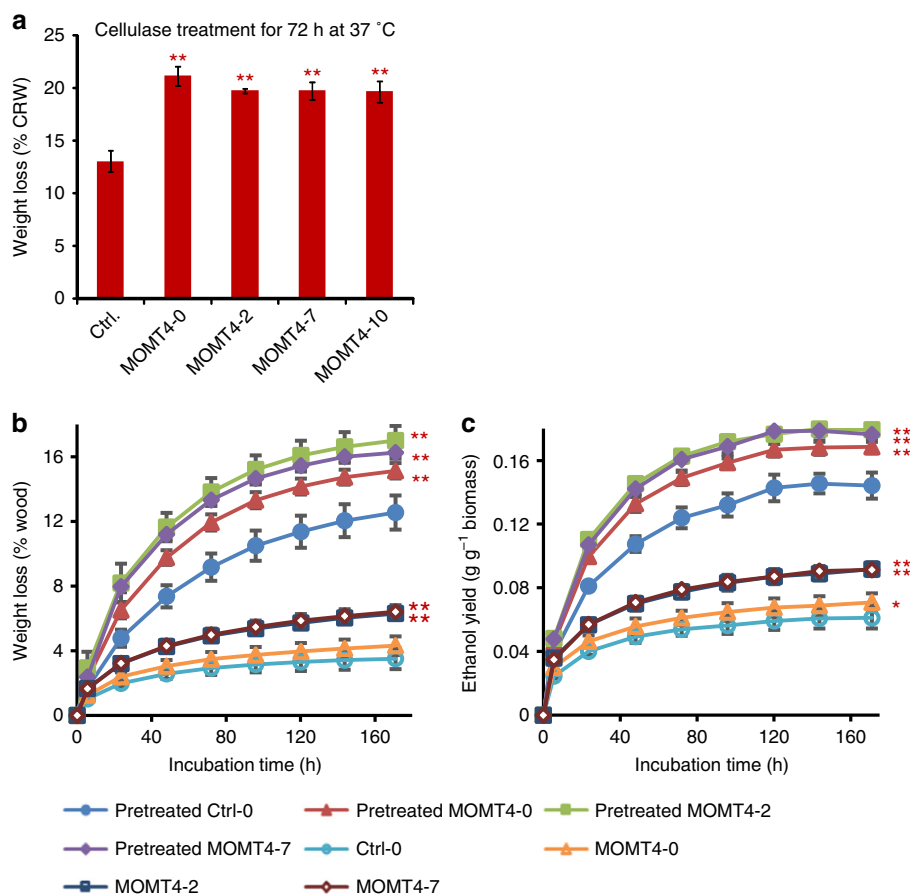 a
Cellulase treatment for 72 h at 37 ˚C
Weight loss (% CRW)
25
20
15
10
5
0
**
**
**
**
Ctrl.
MOMT4-0
MOMT4-2
MOMT4-7
MOMT4-10
b
Weight loss (% wood)
16
12
8
4
0
**
**
**
**
**
0
40
80
120
160
Incubation time (h)
c
Ethanol yield (g g⁻¹ biomass)
0.16
0.12
0.08
0.04
0
**
**
**
**
**
*
0
40
80
120
160
Incubation time (h)
Pretreated Ctrl-0
Pretreated MOMT4-0
Pretreated MOMT4-2
Pretreated MOMT4-7
Ctrl-0
MOMT4-0
MOMT4-2
MOMT4-7